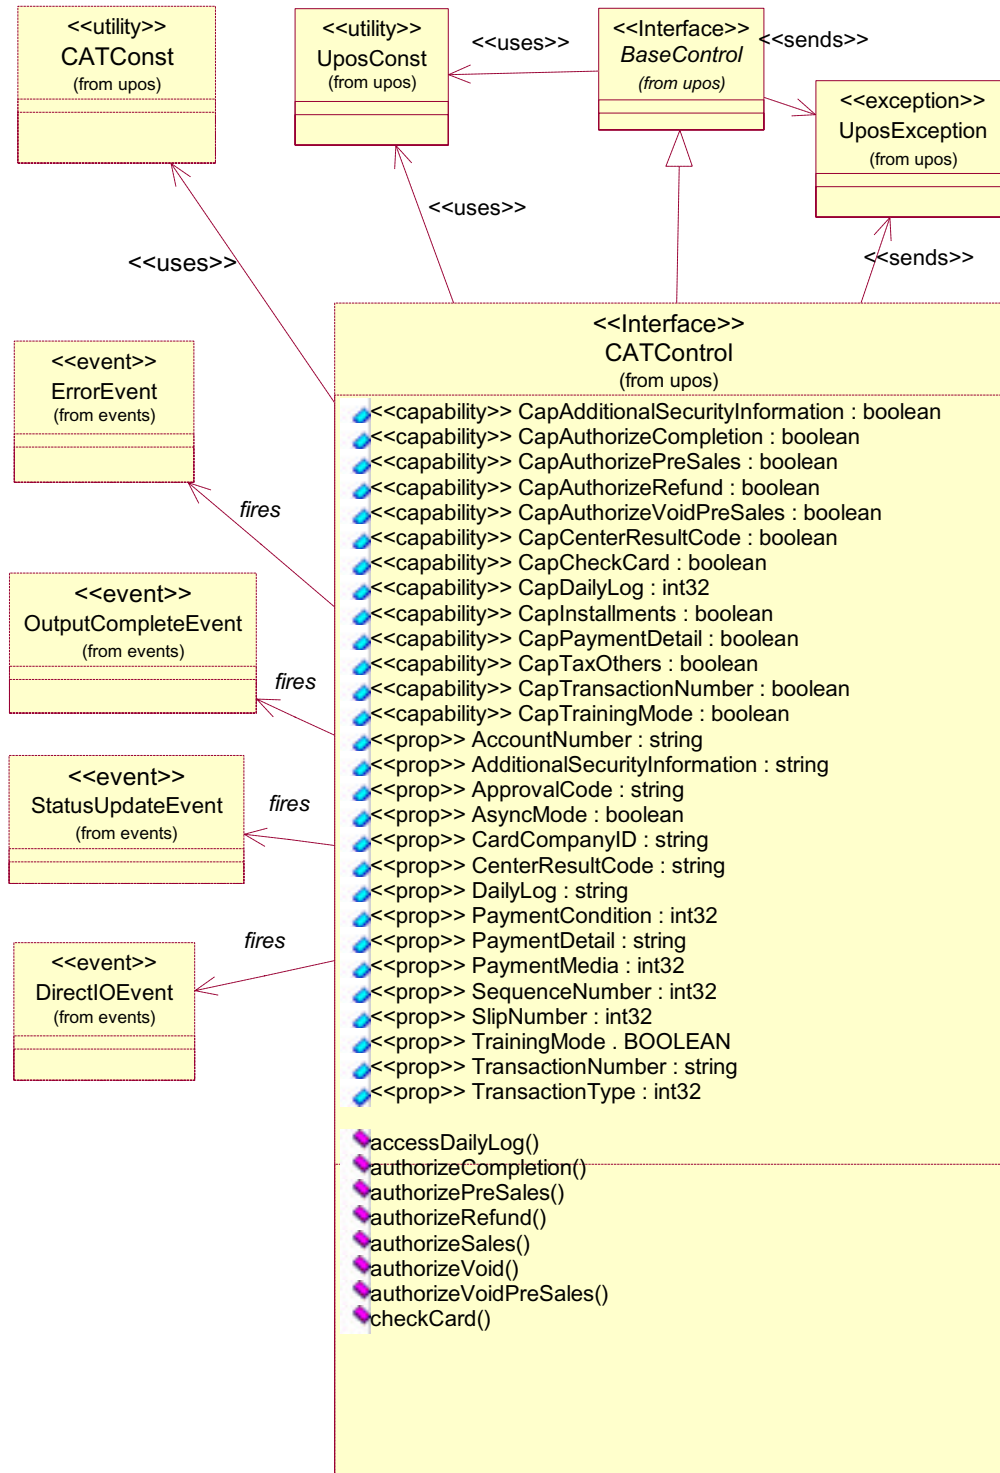 <<utility>>
CATConst
(from upos)
<<utility>>
UposConst
(from upos)
<<uses>>
<<Interface>>
BaseControl
(from upos)
<<sends>>
<<exception>>
UposException
(from upos)
<<uses>>
<<uses>>
<<sends>>
<<event>>
ErrorEvent
(from events)
fires
<<event>>
OutputCompleteEvent
(from events)
fires
<<event>>
StatusUpdateEvent
(from events)
fires
<<event>>
DirectIOEvent
(from events)
fires
<<Interface>>
CATControl
(from upos)
<<capability>> CapAdditionalSecurityInformation : boolean
<<capability>> CapAuthorizeCompletion : boolean
<<capability>> CapAuthorizePreSales : boolean
<<capability>> CapAuthorizeRefund : boolean
<<capability>> CapAuthorizeVoidPreSales : boolean
<<capability>> CapCenterResultCode : boolean
<<capability>> CapCheckCard : boolean
<<capability>> CapDailyLog : int32
<<capability>> CapInstallments : boolean
<<capability>> CapPaymentDetail : boolean
<<capability>> CapTaxOthers : boolean
<<capability>> CapTransactionNumber : boolean
<<capability>> CapTrainingMode : boolean
<<prop>> AccountNumber : string
<<prop>> AdditionalSecurityInformation : string
<<prop>> ApprovalCode : string
<<prop>> AsyncMode : boolean
<<prop>> CardCompanyID : string
<<prop>> CenterResultCode : string
<<prop>> DailyLog : string
<<prop>> PaymentCondition : int32
<<prop>> PaymentDetail : string
<<prop>> PaymentMedia : int32
<<prop>> SequenceNumber : int32
<<prop>> SlipNumber : int32
<<prop>> TrainingMode . BOOLEAN
<<prop>> TransactionNumber : string
<<prop>> TransactionType : int32
accessDailyLog()
authorizeCompletion()
authorizePreSales()
authorizeRefund()
authorizeSales()
authorizeVoid()
authorizeVoidPreSales()
checkCard()